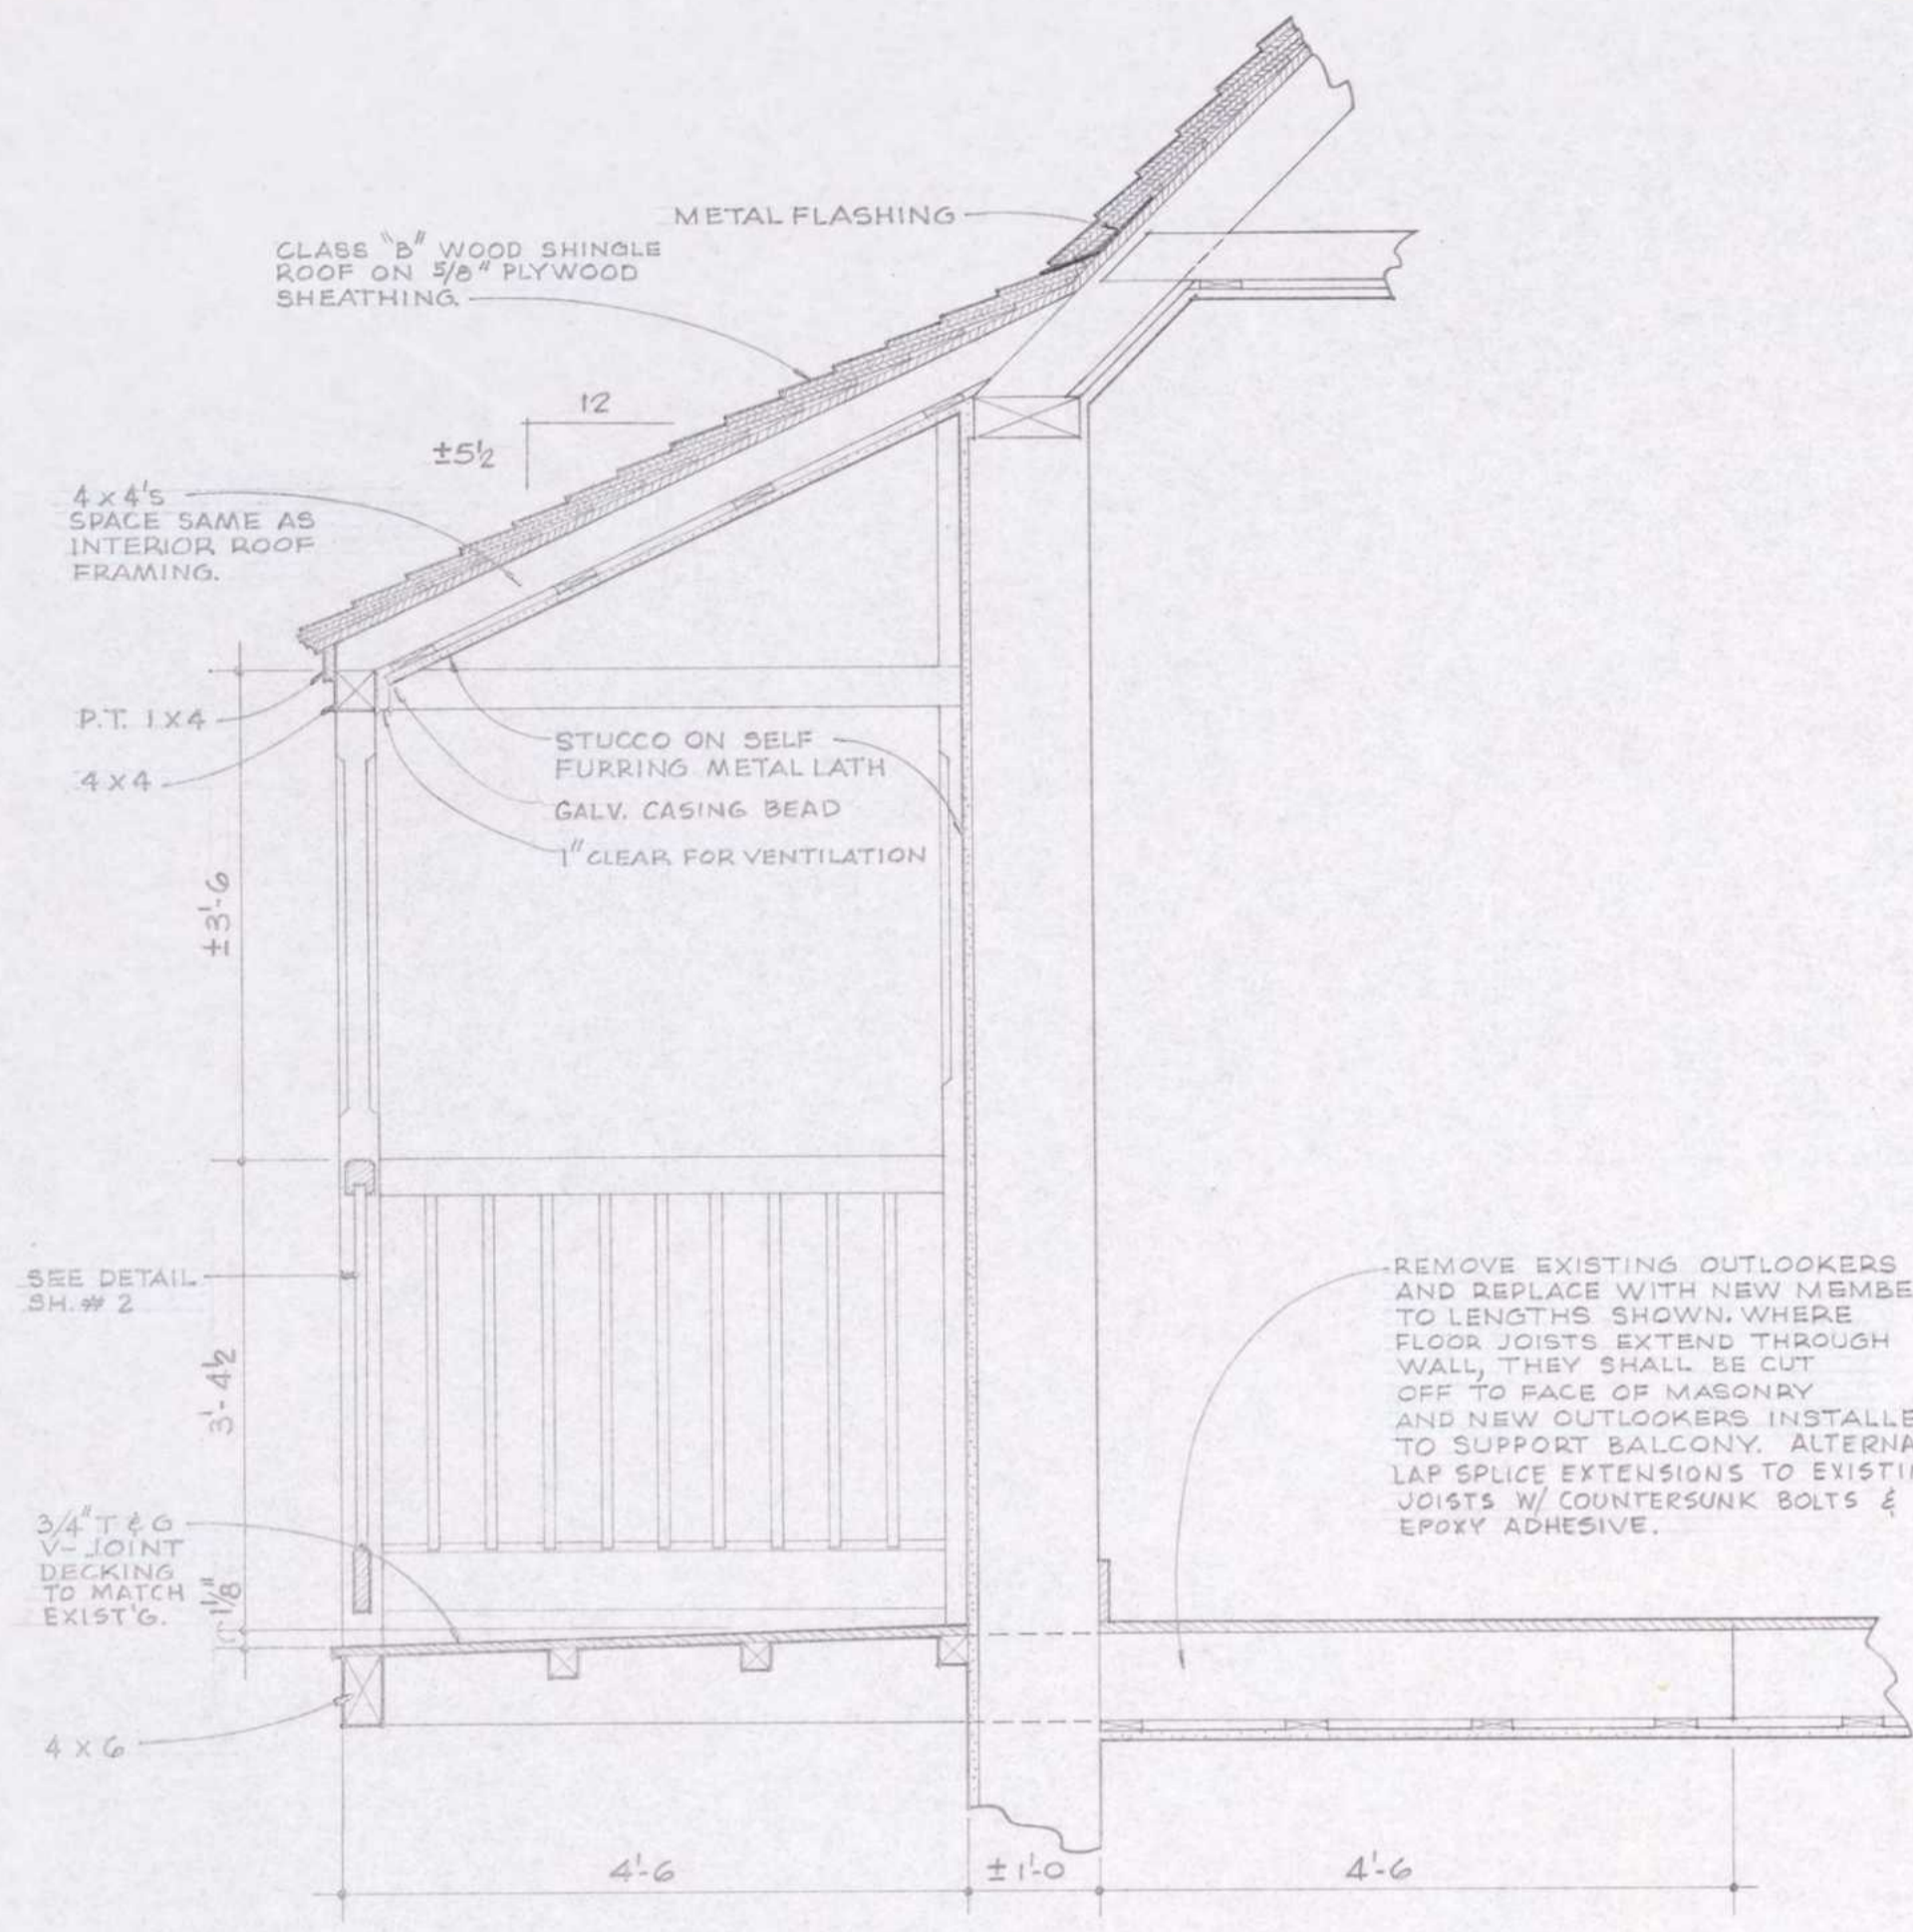 METAL FLASHING
CLASS "B" WOOD SHINGLE
ROOF ON 5/8" PLYWOOD
SHEATHING.
12
±5½
4 x 4's
SPACE SAME AS
INTERIOR ROOF
FRAMING.
P.T. 1X4
4 X 4
STUCCO ON SELF
FURRING METAL LATH
GALV. CASING BEAD
1" CLEAR FOR VENTILATION
±3'-6
SEE DETAIL
SH. # 2
3'-4½
REMOVE EXISTING OUTLOOKERS
AND REPLACE WITH NEW MEMBE
TO LENGTHS SHOWN. WHERE
FLOOR JOISTS EXTEND THROUGH
WALL, THEY SHALL BE CUT
OFF TO FACE OF MASONRY
AND NEW OUTLOOKERS INSTALLE
TO SUPPORT BALCONY. ALTERNA
LAP SPLICE EXTENSIONS TO EXISTI
JOISTS W/ COUNTERSUNK BOLTS &
EPOXY ADHESIVE.
3/4" T & G
V-JOINT
DECKING
TO MATCH
EXIST'G.
1/8"
4 X 6
4'-6
±1'-0
4'-6